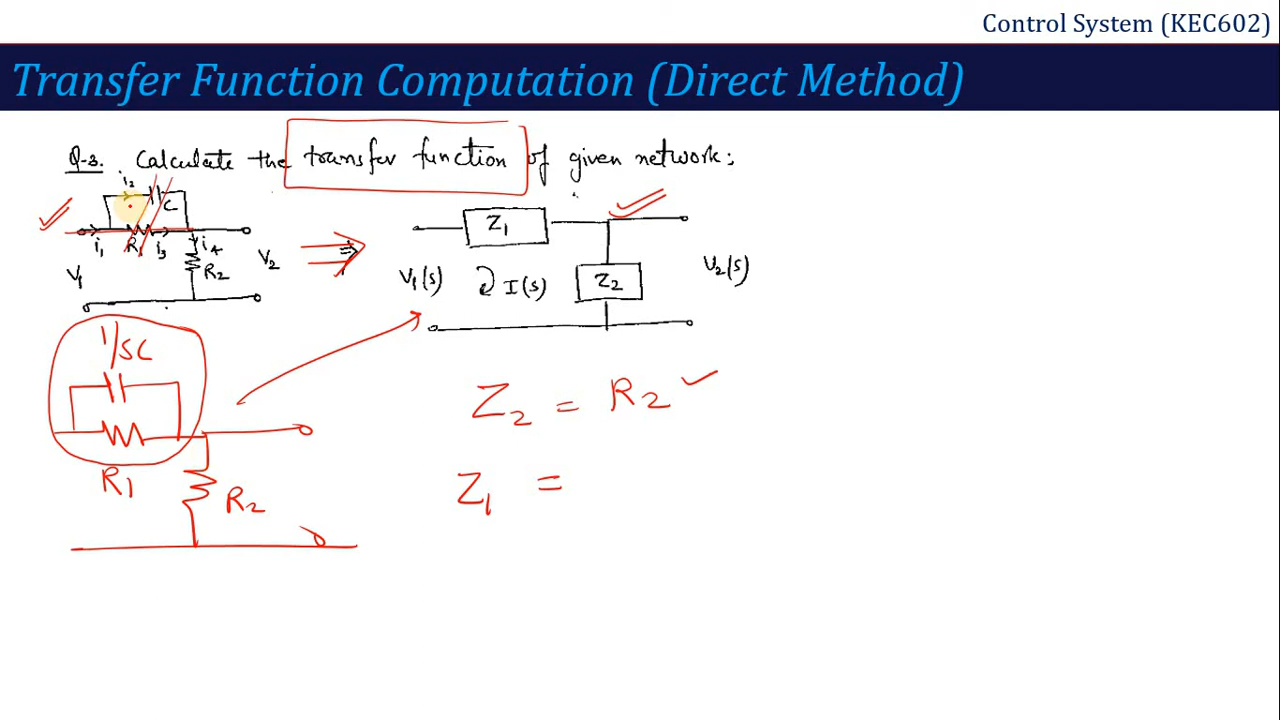 Control System (KEC602)
Transfer Function Computation (Direct Method)
Q-3. Calculate the transfer function of given network:
i2
C
i1 R1 i3 i4
R2
V1
V2
Z1
V1(s)
I(s)
Z2
V2(s)
1/SC
R1
R2
Z2 = R2
Z1 =